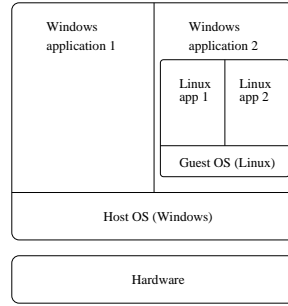 Windows
application 1
Windows
application 2
Linux
app 1
Linux
app 2
Guest OS (Linux)
Host OS (Windows)
Hardware